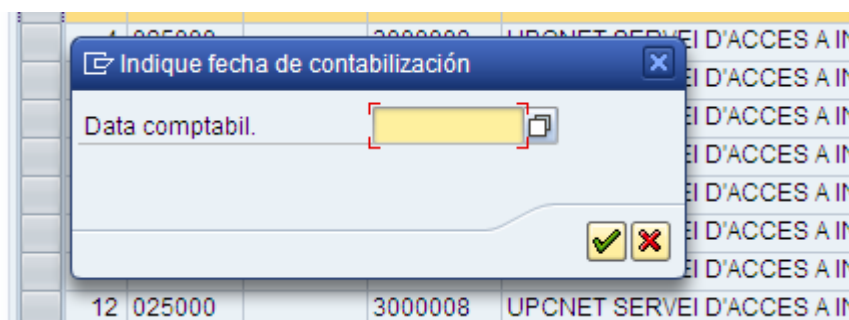 UPCNET SERVEI D'ACCES A IN
Indique fecha de contabilización
EI D'ACCES A IN
Data comptabil.
EI D'ACCES A IN
EI D'ACCES A IN
EI D'ACCES A IN
EI D'ACCES A IN
EI D'ACCES A IN
12 025000 3000008 UPCNET SERVEI D'ACCES A IN